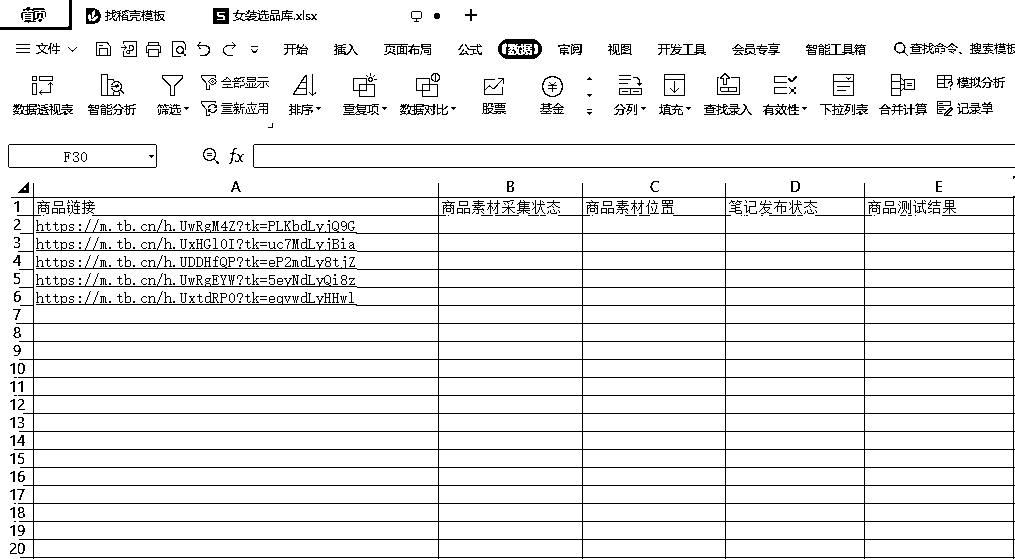 首页 找稻壳模板 女装选品库.xlsx
文件 开始 插入 页面布局 公式 数据 审阅 视图 开发工具 会员专享 智能工具箱 查找命令、搜索模板
全部显示 模拟分析
数据透视表 智能分析 筛选 重新应用 排序 重复项 数据对比 股票 基金 分列 填充 查找录入 有效性 下拉列表 合并计算 记录单
F30 fx
A B C D E
1 商品链接 商品素材采集状态 商品素材位置 笔记发布状态 商品测试结果
2 https://m.tb.cn/h.UwRgM4Z?tk=PLKbdLyjQ9G
3 https://m.tb.cn/h.UxHGlOI?tk=uc7MdLyjBia
4 https://m.tb.cn/h.UDDHfQP?tk=eP2mdLy8tjZ
5 https://m.tb.cn/h.UwRgEYW?tk=5eyNdLyQi8z
6 https://m.tb.cn/h.UxtdRPO?tk=eqvwdLyHHwl
7
8
9
10
11
12
13
14
15
16
17
18
19
20